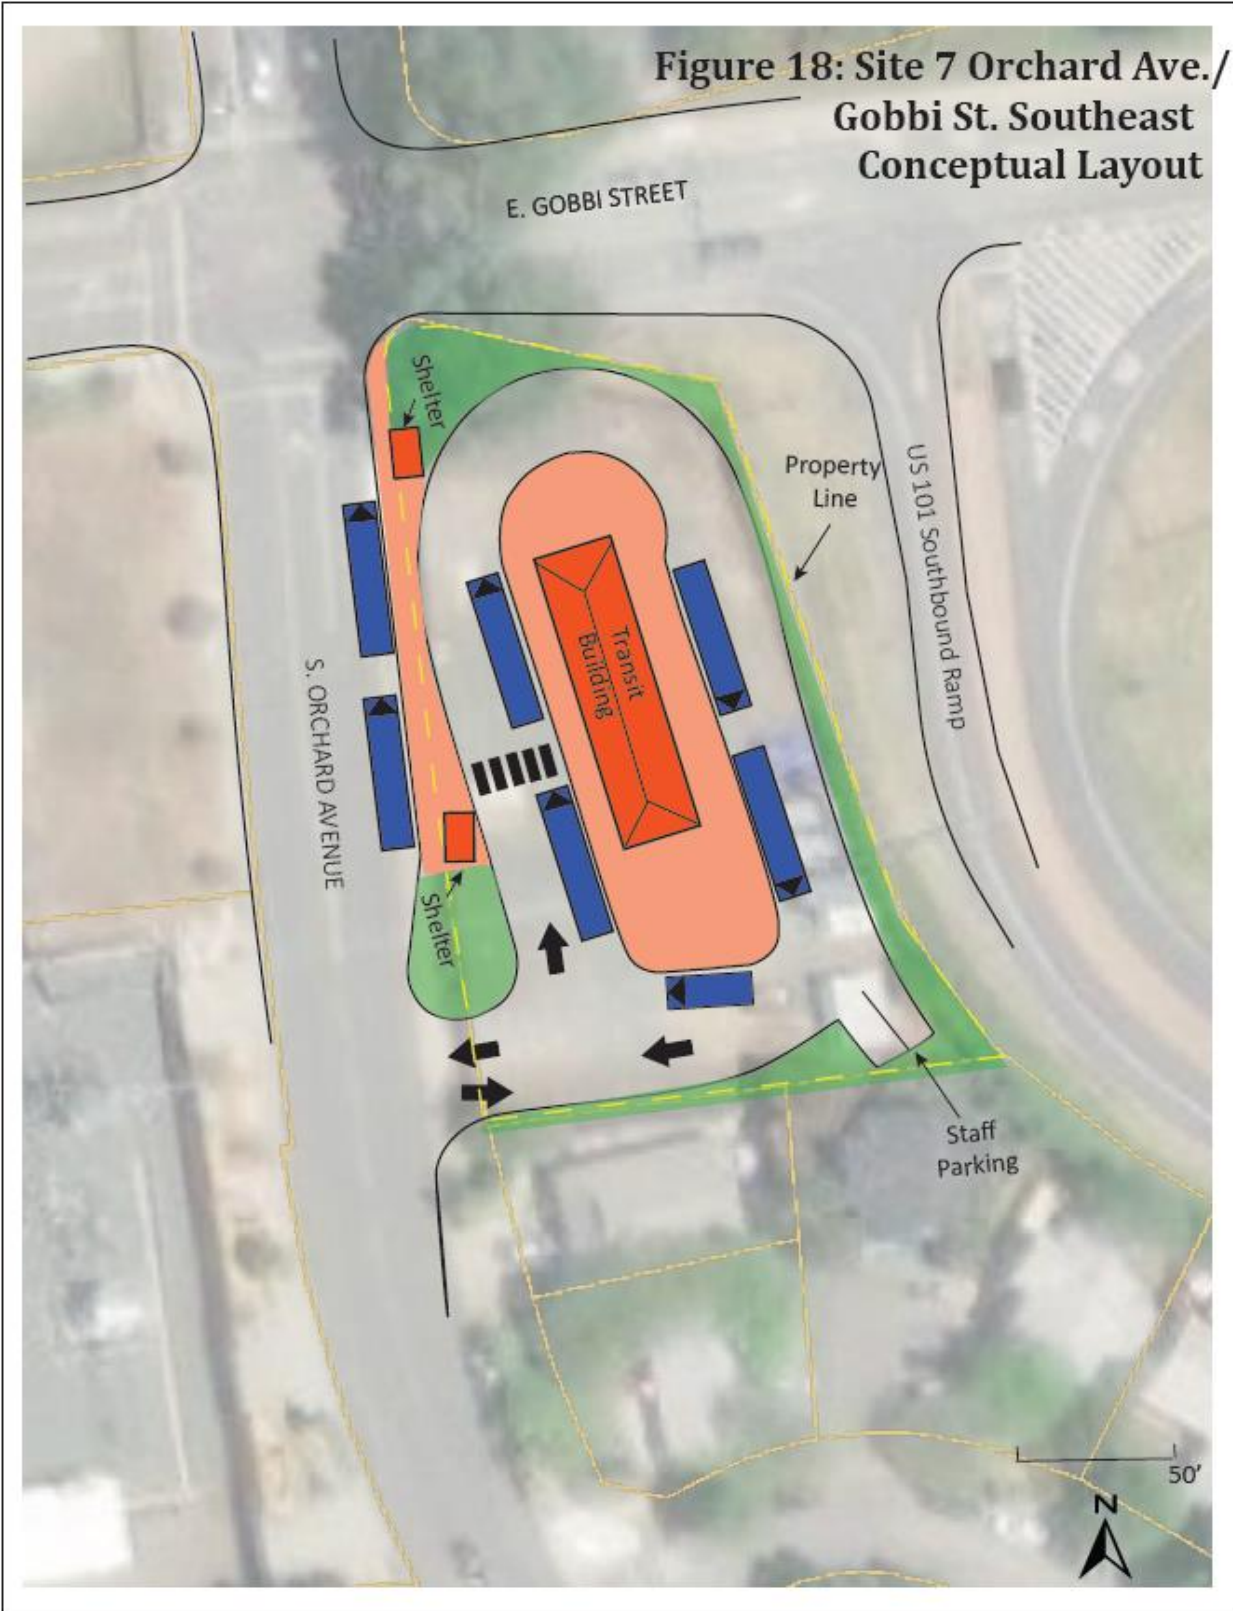 Figure 18: Site 7 Orchard Ave./
Gobbi St. Southeast
Conceptual Layout
E. GOBBI STREET
Shelter
Property
Line
US 101 Southbound Ramp
Transit
Building
S. ORCHARD AVENUE
Shelter
Staff
Parking
50'
N